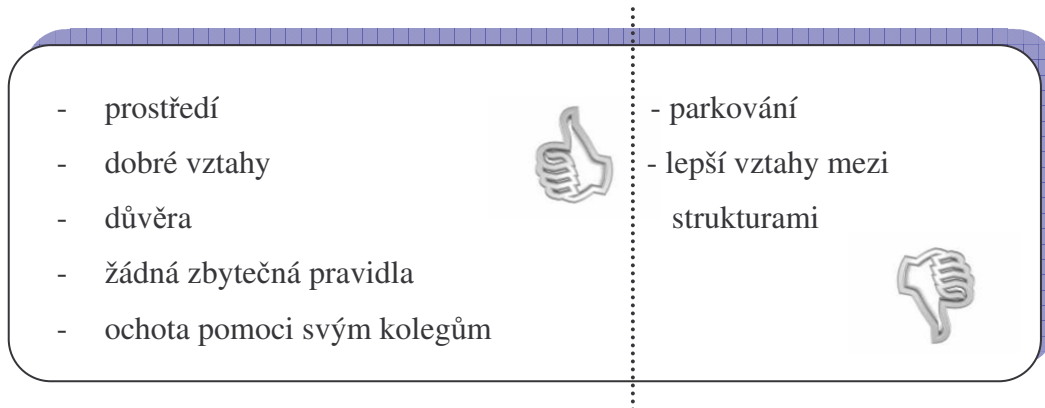 - prostředí
- dobré vztahy
- důvěra
- žádná zbytečná pravidla
- ochota pomoci svým kolegům
- parkování
- lepší vztahy mezi
strukturami